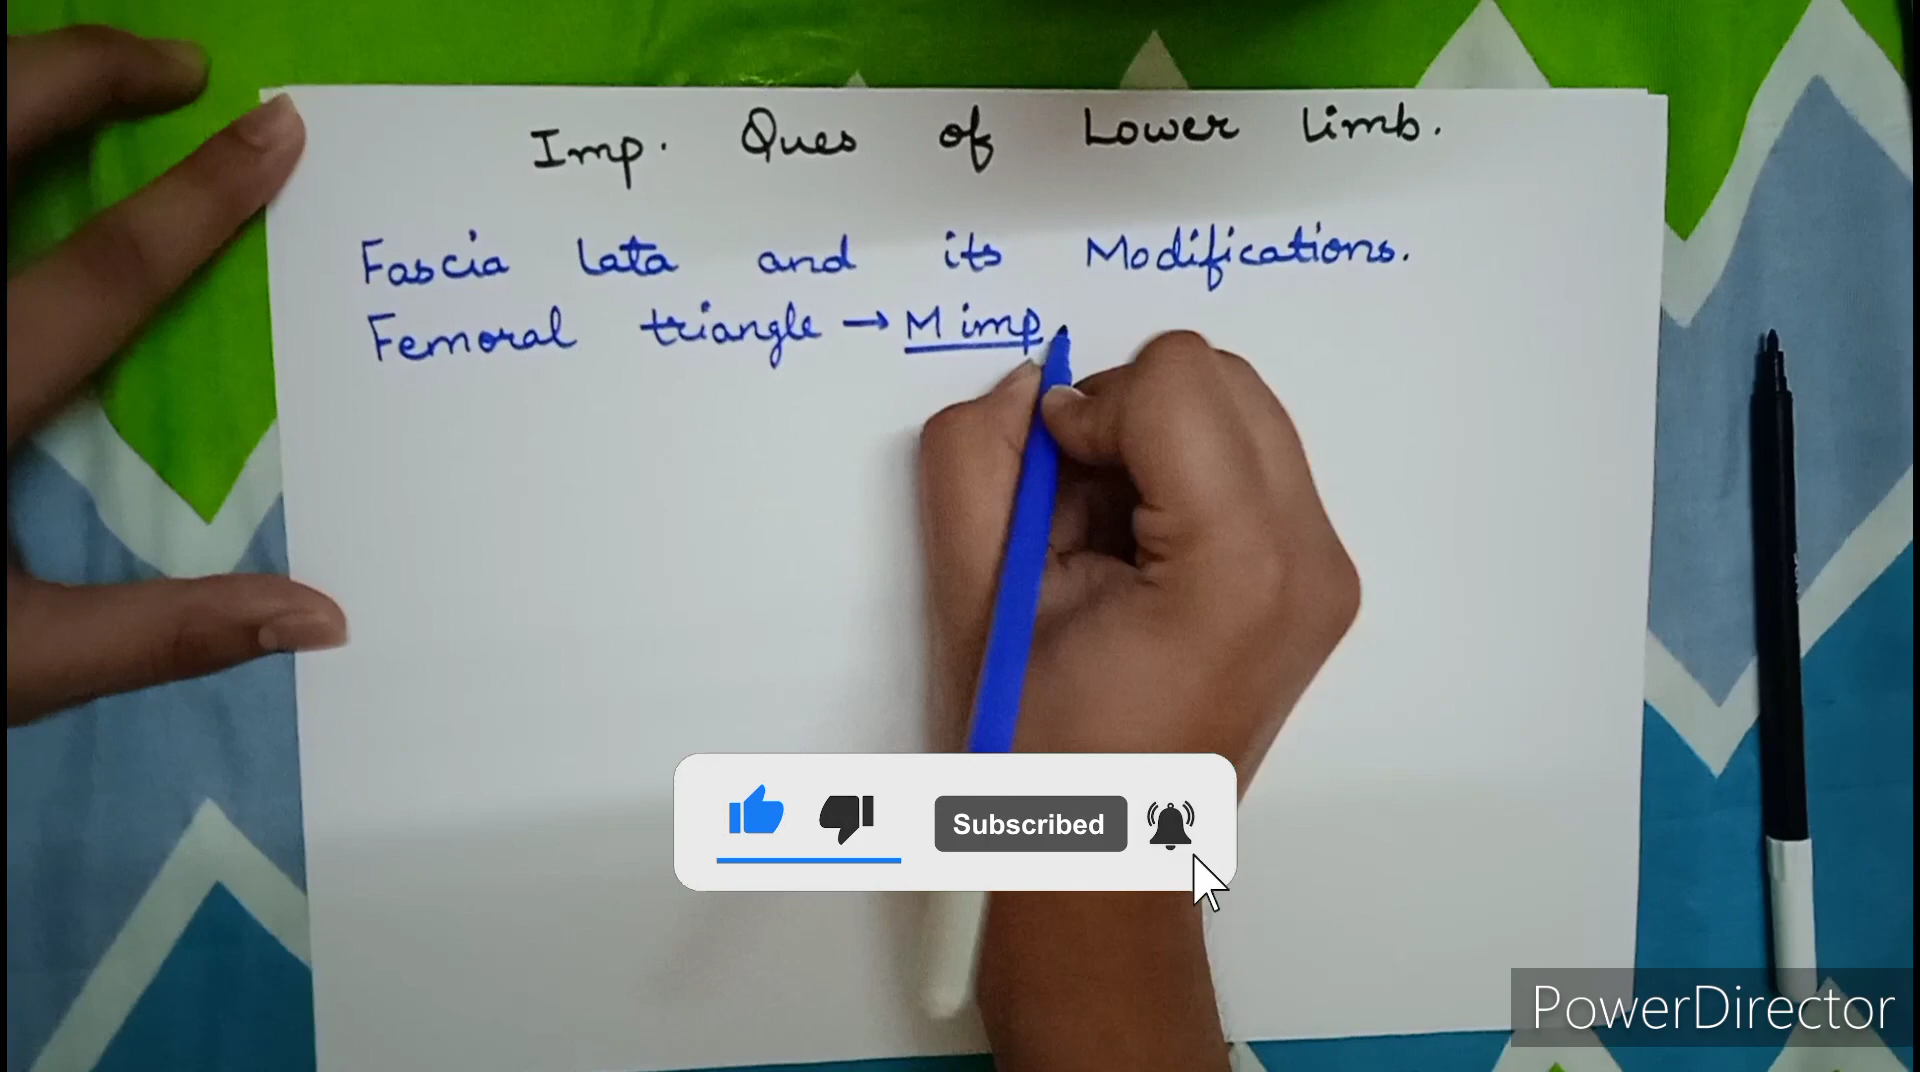 Imp. Ques of Lower limb.
Fascia lata and its Modifications.
Femoral triangle → M imp
Subscribed
PowerDirector